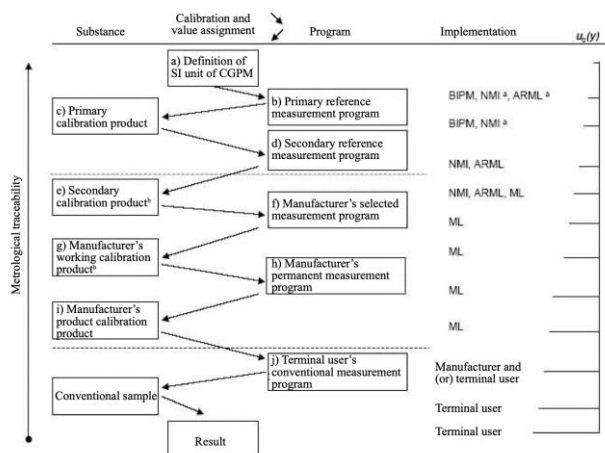 Calibration and
value assignment
Substance
Program
Implementation
uc(y)
a) Definition of
SI unit of CGPM
b) Primary reference
measurement program
BIPM, NMI a, ARML a
c) Primary
calibration product
BIPM, NMI a
d) Secondary reference
measurement program
NMI, ARML
e) Secondary
calibration productb
NMI, ARML, ML
f) Manufacturer's
selected
measurement program
ML
g) Manufacturer's
working calibration
productb
ML
h) Manufacturer's
permanent measurement
program
ML
i) Manufacturer's
product calibration
product
ML
j) Terminal user's
conventional measurement
program
Manufacturer and
(or) terminal user
Conventional sample
Terminal user
Result
Terminal user
Metrological traceability